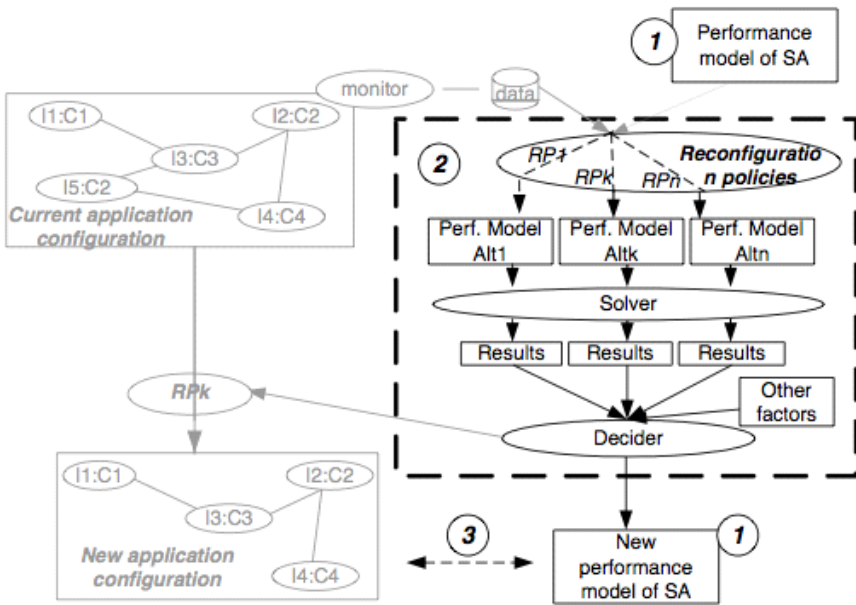 1
Performance
model of SA
monitor
data
I1:C1
I2:C2
I3:C3
I5:C2
I4:C4
Current application
configuration
2
RP1
RPk
RPn
Reconfiguratio
n policies
Perf. Model
Alt1
Perf. Model
Altk
Perf. Model
Altn
Solver
Results
Results
Results
Other
factors
Decider
RPk
I1:C1
I2:C2
I3:C3
I4:C4
New application
configuration
3
New
performance
model of SA
1